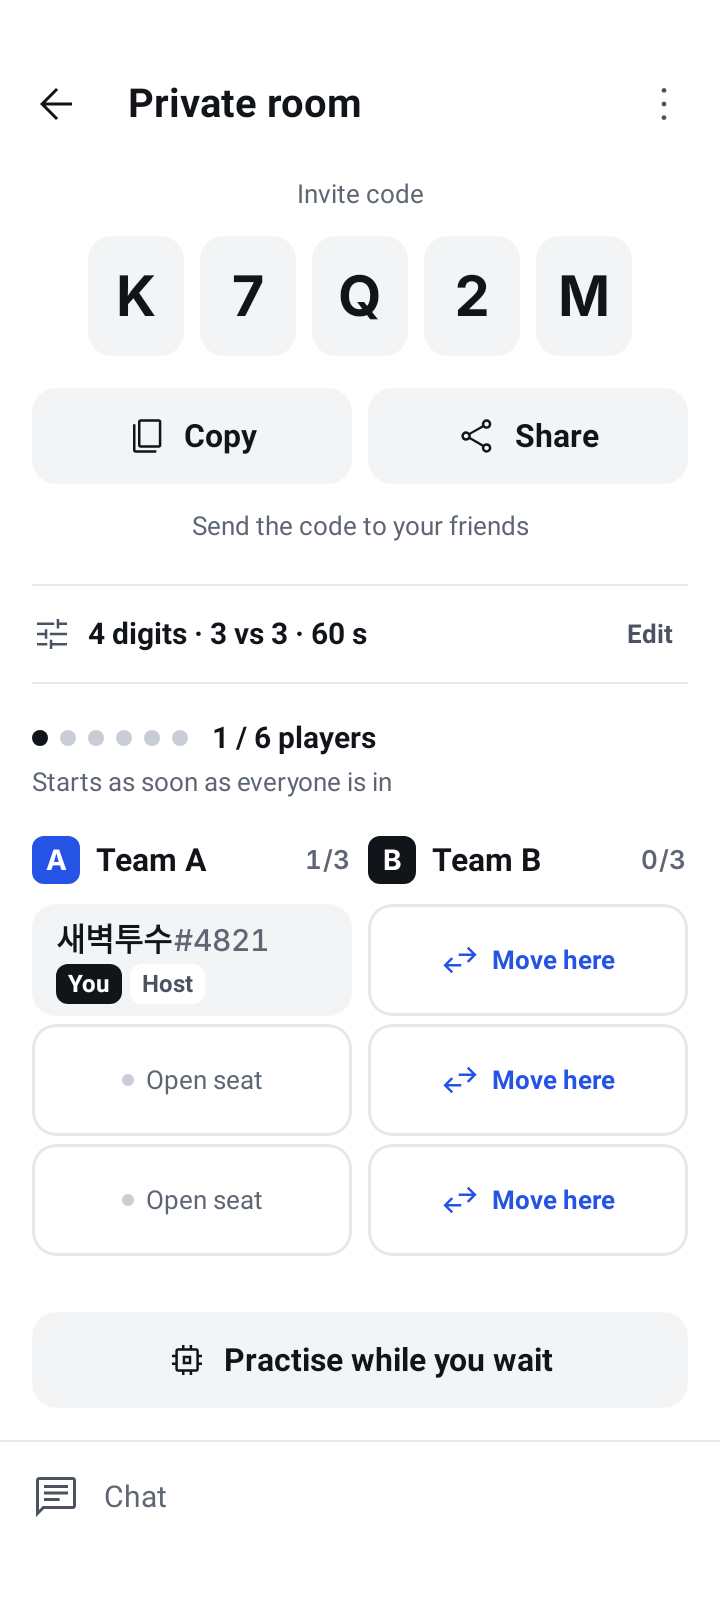 Private room
Invite code
K 7 Q 2 M
Copy
Share
Send the code to your friends
4 digits · 3 vs 3 · 60 s
Edit
1 / 6 players
Starts as soon as everyone is in
A Team A 1/3
B Team B 0/3
새벽투수#4821
You Host
Move here
Open seat
Move here
Open seat
Move here
Practise while you wait
Chat